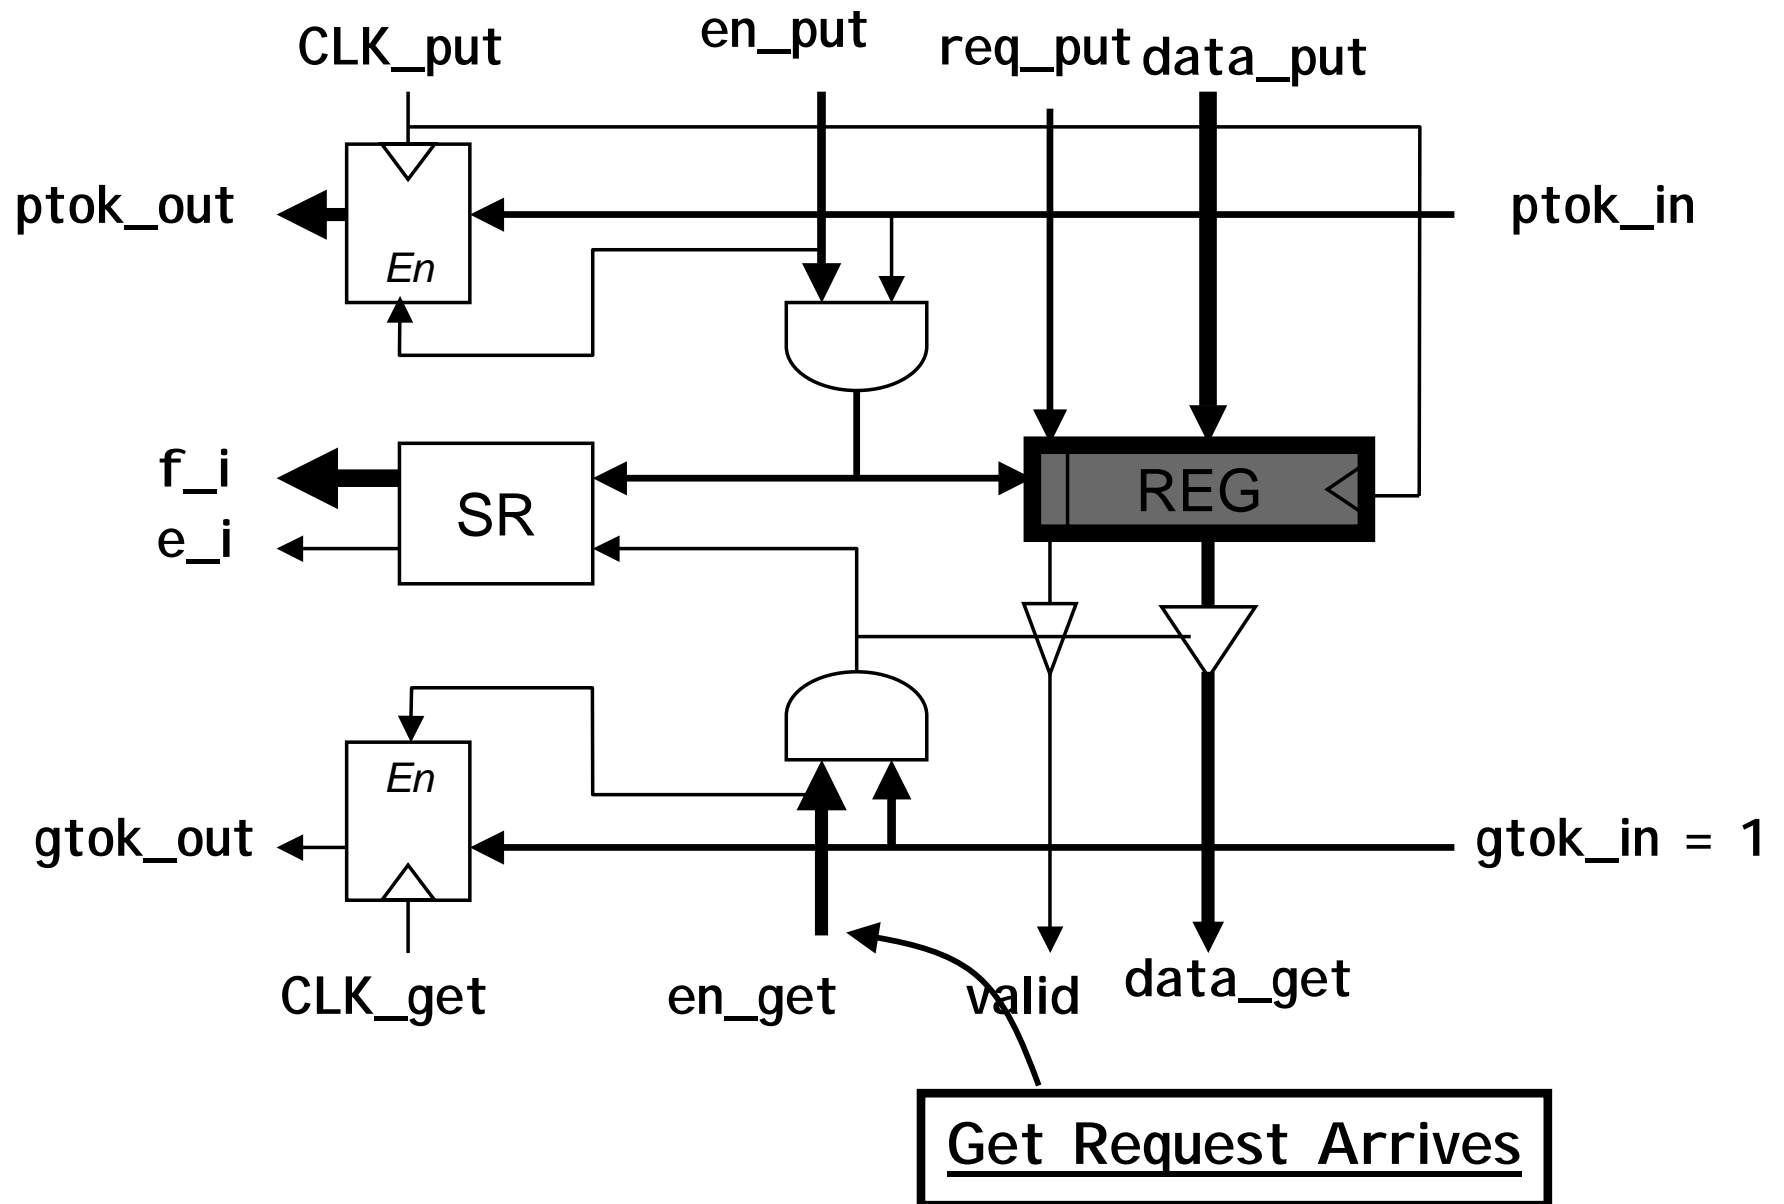 CLK_put
en_put
req_put
data_put
ptok_out
ptok_in
En
f_i
SR
REG
e_i
En
gtok_out
gtok_in = 1
CLK_get
en_get
valid
data_get
Get Request Arrives